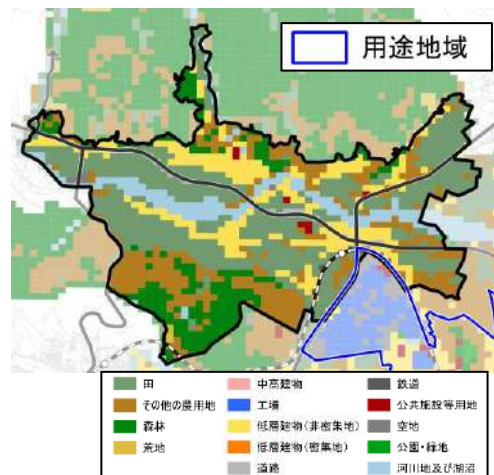 用途地域
田
中高建物
鉄道
その他の農用地
工場
公共施設等用地
森林
低層建物(非密集地)
空地
荒地
低層建物(密集地)
公園・緑地
道路
河川地及び湖沼